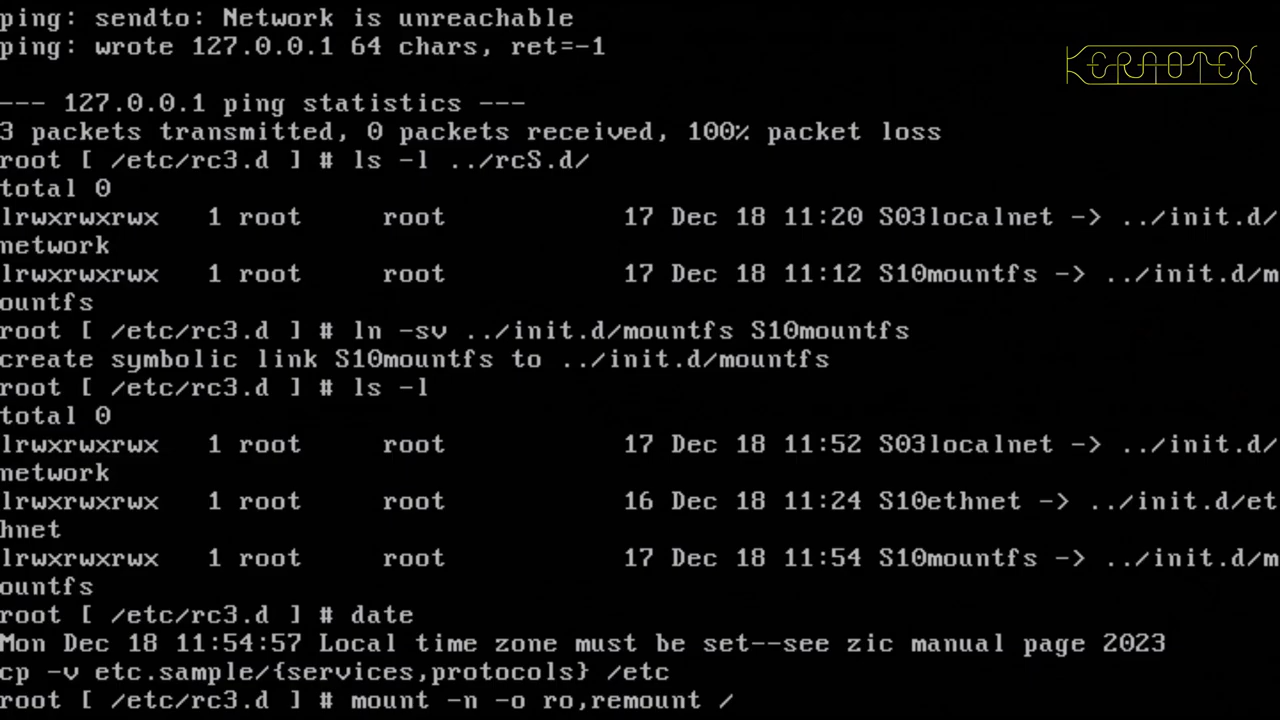 ping: sendto: Network is unreachable
ping: wrote 127.0.0.1 64 chars, ret=-1
KERNOTEX
--- 127.0.0.1 ping statistics ---
3 packets transmitted, 0 packets received, 100% packet loss
root [ /etc/rc3.d ] # ls -l ../rcS.d/
total 0
lrwxrwxrwx   1 root     root           17 Dec 18 11:20 S03localnet -> ../init.d/
network
lrwxrwxrwx   1 root     root           17 Dec 18 11:12 S10mountfs -> ../init.d/m
ountfs
root [ /etc/rc3.d ] # ln -sv ../init.d/mountfs S10mountfs
create symbolic link S10mountfs to ../init.d/mountfs
root [ /etc/rc3.d ] # ls -l
total 0
lrwxrwxrwx   1 root     root           17 Dec 18 11:52 S03localnet -> ../init.d/
network
lrwxrwxrwx   1 root     root           16 Dec 18 11:24 S10ethnet -> ../init.d/et
hnet
lrwxrwxrwx   1 root     root           17 Dec 18 11:54 S10mountfs -> ../init.d/m
ountfs
root [ /etc/rc3.d ] # date
Mon Dec 18 11:54:57 Local time zone must be set--see zic manual page 2023
cp -v etc.sample/{services,protocols} /etc
root [ /etc/rc3.d ] # mount -n -o ro,remount /